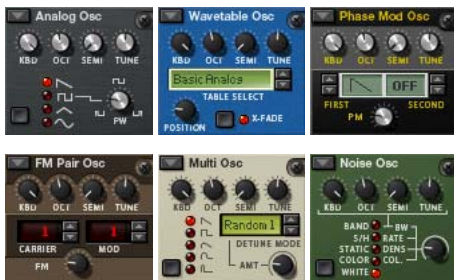 Analog Osc
KBD OCT SEMI TUNE
PW
Wavetable Osc
KBD OCT SEMI TUNE
Basic Analog
TABLE SELECT
POSITION
X-FADE
Phase Mod Osc
KBD OCT SEMI TUNE
OFF
FIRST SECOND
PM
FM Pair Osc
KBD OCT SEMI TUNE
1 1
CARRIER MOD
FM
Multi Osc
KBD OCT SEMI TUNE
Random 1
DETUNE MODE
AMT
Noise Osc
KBD OCT SEMI TUNE
BAND BW
S/H RATE
STATIC DENS
COLOR COL.
WHITE